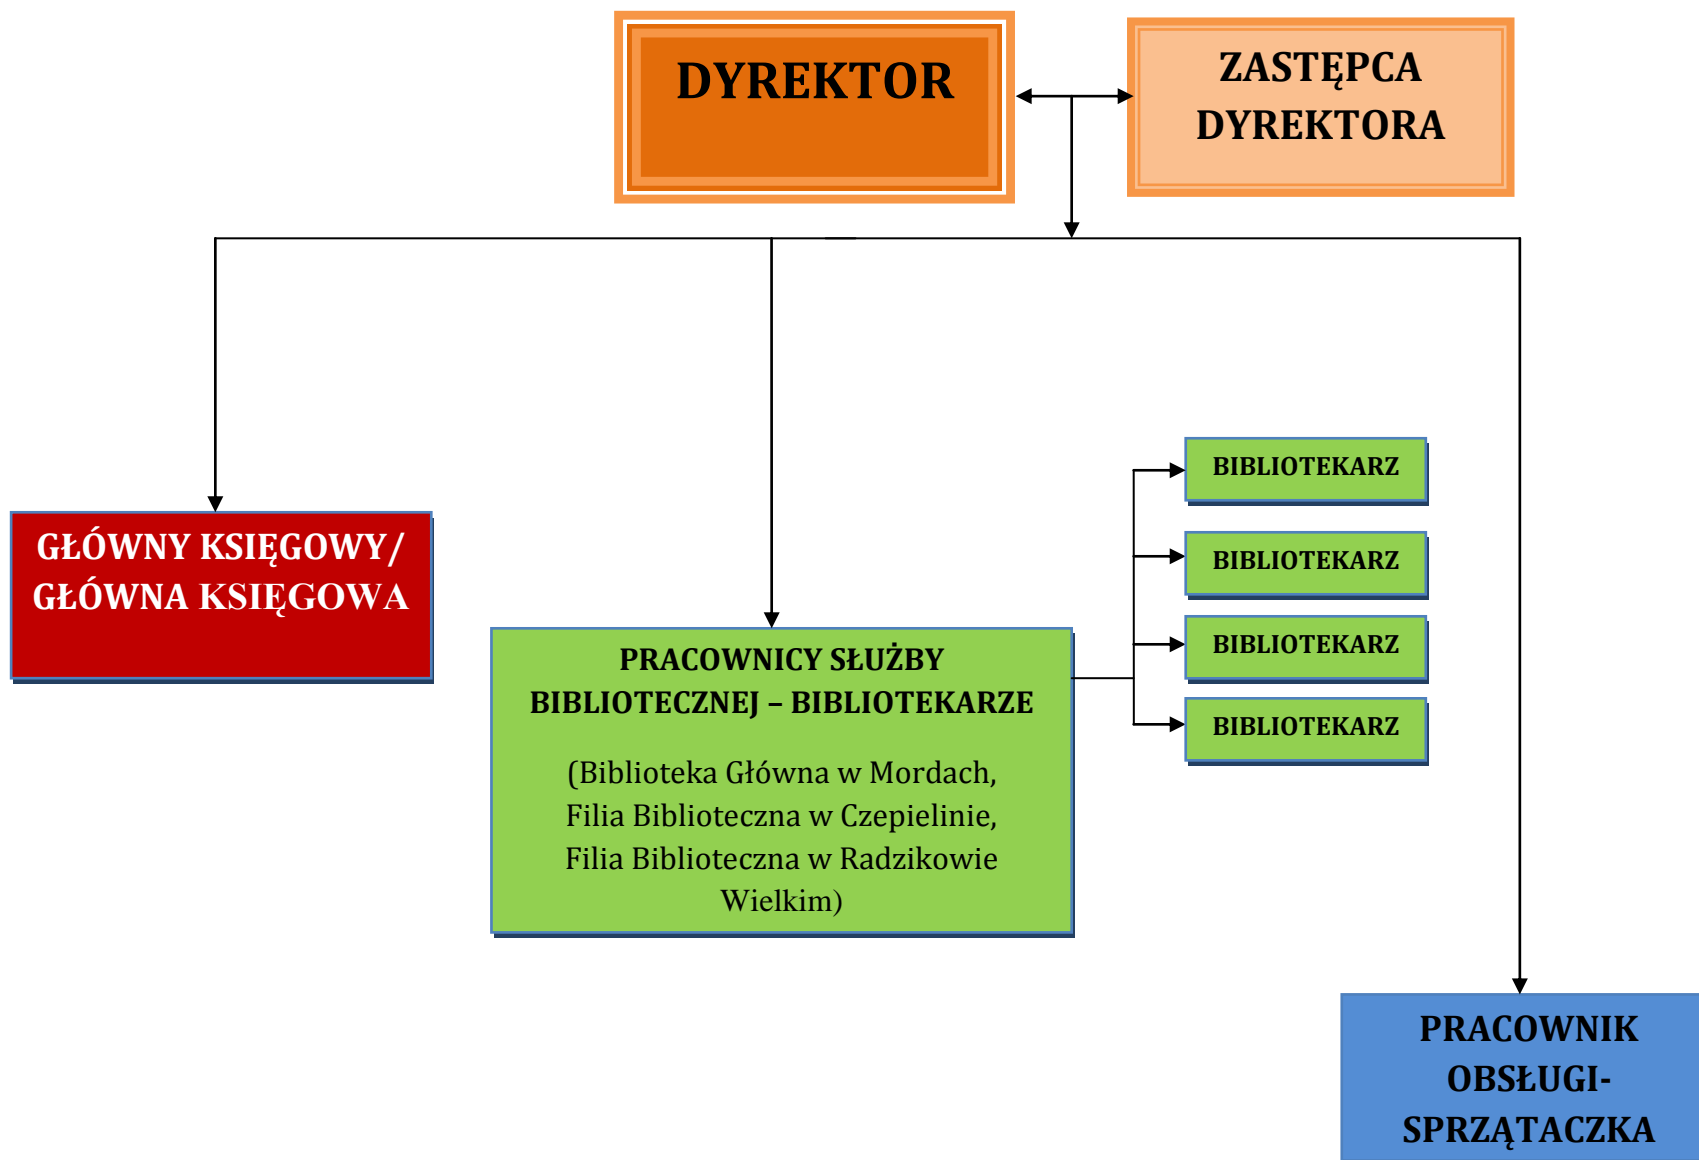 DYREKTOR
ZASTĘPCA
DYREKTORA
GŁÓWNY KSIĘGOWY/
GŁÓWNA KSIĘGOWA
PRACOWNICY SŁUŻBY
BIBLIOTECZNEJ – BIBLIOTEKARZE
(Biblioteka Główna w Mordach,
Filia Biblioteczna w Czepielinie,
Filia Biblioteczna w Radzikowie
Wielkim)
BIBLIOTEKARZ
BIBLIOTEKARZ
BIBLIOTEKARZ
BIBLIOTEKARZ
PRACOWNIK
OBSŁUGI-
SPRZĄTACZKA